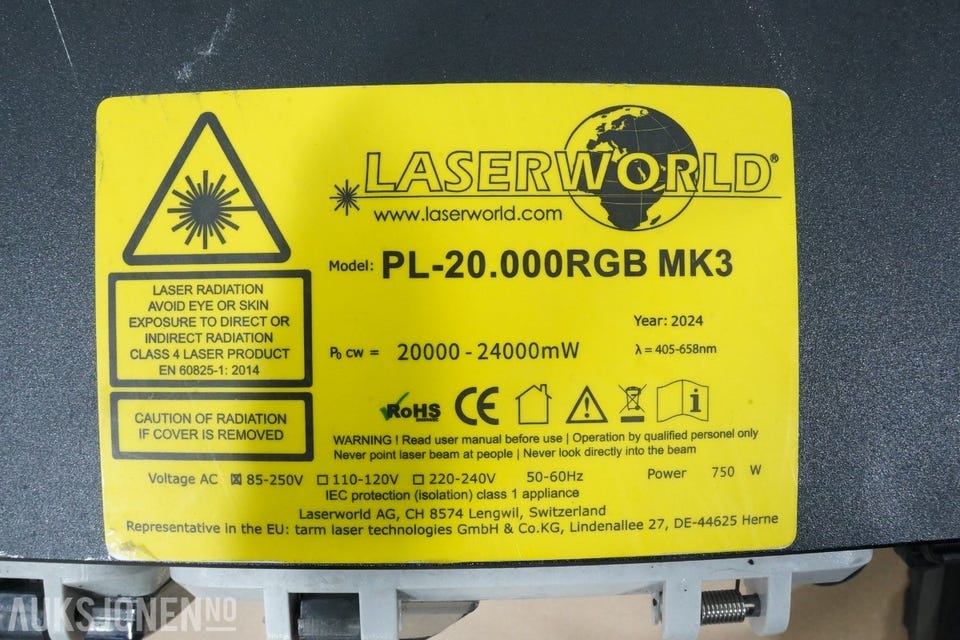 LASERWORLD®
www.laserworld.com
Model: PL-20.000RGB MK3
LASER RADIATION
AVOID EYE OR SKIN
EXPOSURE TO DIRECT OR
INDIRECT RADIATION
CLASS 4 LASER PRODUCT
EN 60825-1: 2014
CAUTION OF RADIATION
IF COVER IS REMOVED
Year: 2024
P₀ cw = 20000 - 24000mW λ = 405-658nm
RoHS CE i
WARNING ! Read user manual before use | Operation by qualified personel only
Never point laser beam at people | Never look directly into the beam
Voltage AC ☒ 85-250V ☐ 110-120V ☐ 220-240V 50-60Hz Power 750 W
IEC protection (isolation) class 1 appliance
Laserworld AG, CH 8574 Lengwil, Switzerland
Representative in the EU: tarm laser technologies GmbH & Co.KG, Lindenallee 27, DE-44625 Herne
AUKSJONEN.NO